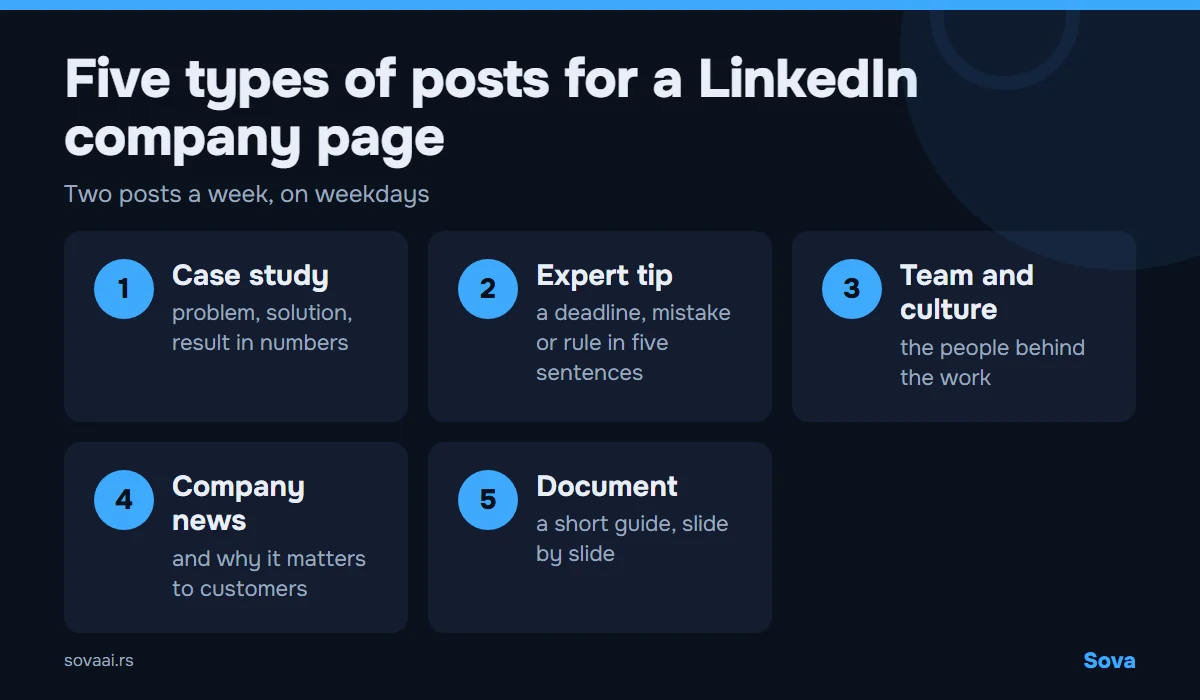 Five types of posts for a LinkedIn
company page
Two posts a week, on weekdays
1
Case study
problem, solution,
result in numbers
2
Expert tip
a deadline, mistake
or rule in five
sentences
3
Team and
culture
the people behind
the work
4
Company
news
and why it matters
to customers
5
Document
a short guide, slide
by slide
sovaai.rs
Sova